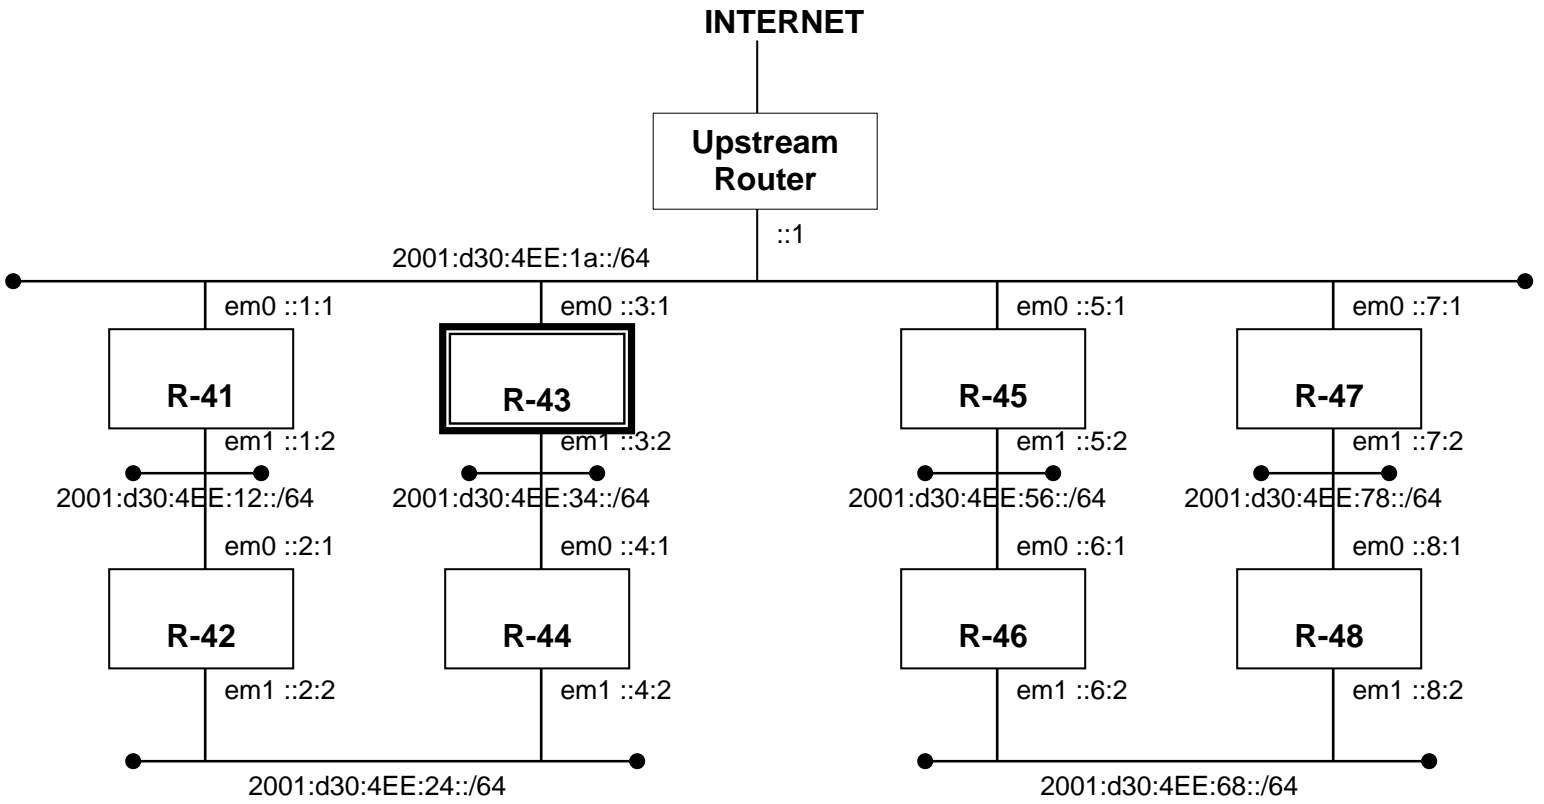 INTERNET
Upstream
Router
::1
2001:d30:4EE:1a::/64
em0 ::1:1
em0 ::3:1
em0 ::5:1
em0 ::7:1
R-41
R-43
R-45
R-47
em1 ::1:2
em1 ::3:2
em1 ::5:2
em1 ::7:2
2001:d30:4EE:12::/64
2001:d30:4EE:34::/64
2001:d30:4EE:56::/64
2001:d30:4EE:78::/64
em0 ::2:1
em0 ::4:1
em0 ::6:1
em0 ::8:1
R-42
R-44
R-46
R-48
em1 ::2:2
em1 ::4:2
em1 ::6:2
em1 ::8:2
2001:d30:4EE:24::/64
2001:d30:4EE:68::/64